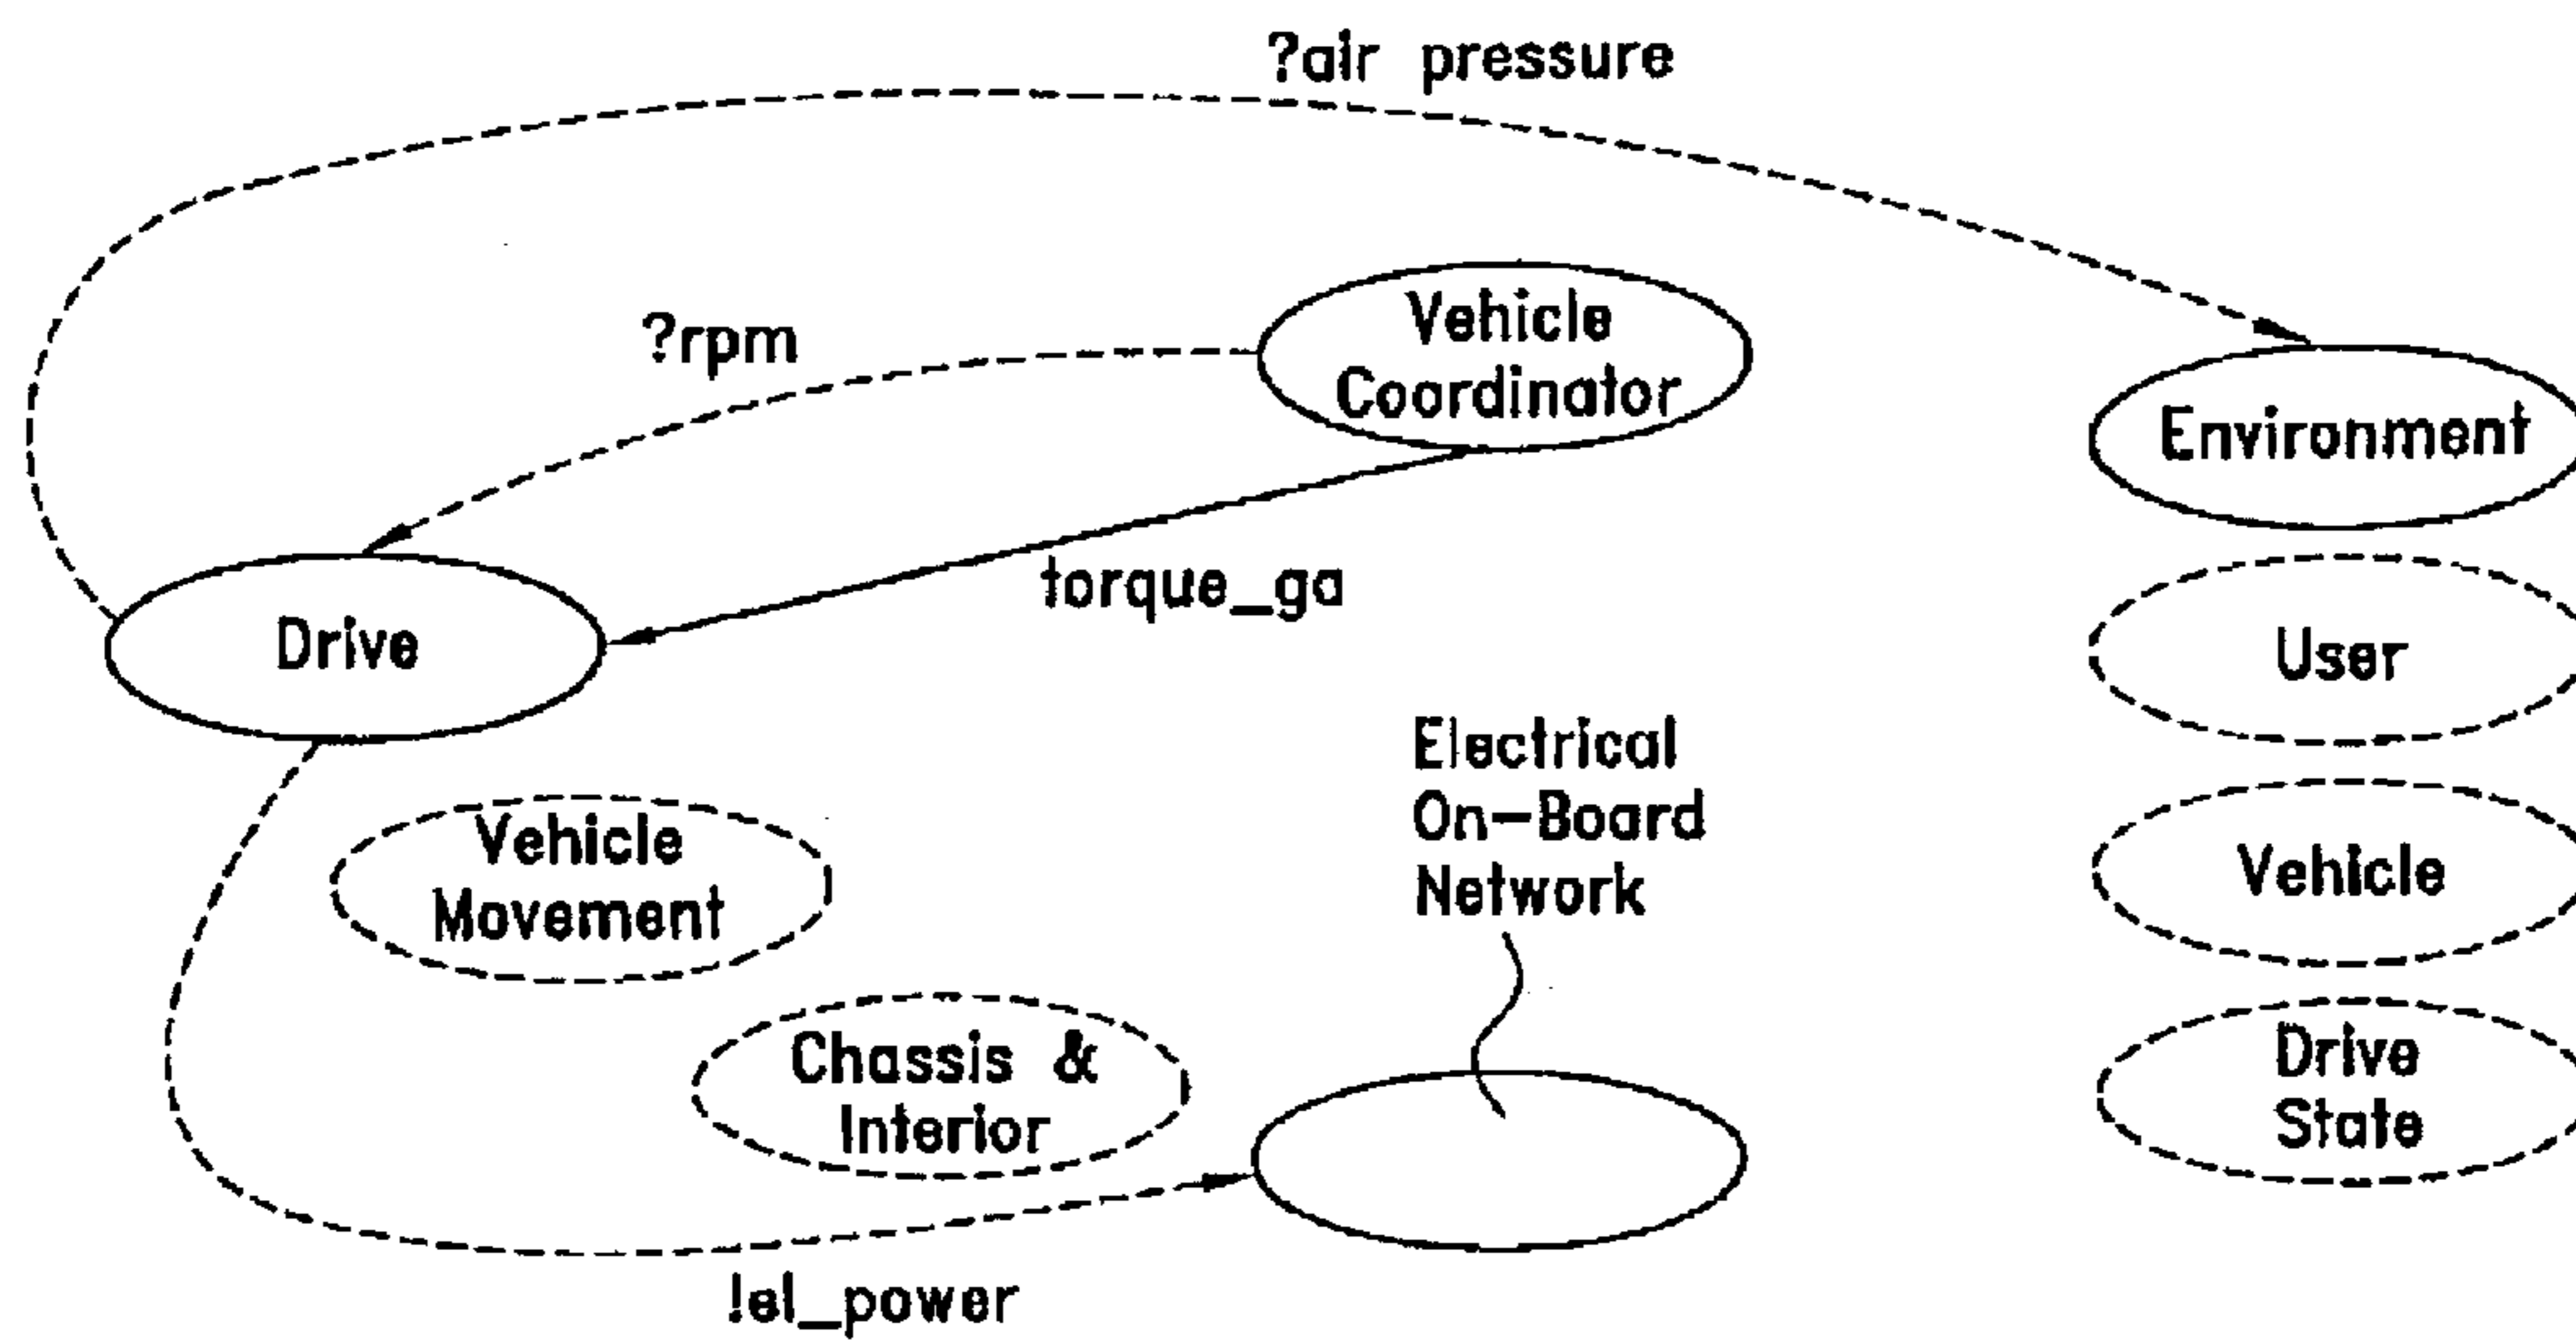 ?air pressure
?rpm
Vehicle
Coordinator
Environment
torque_ga
Drive
User
Electrical
On-Board
Network
Vehicle
Movement
Vehicle
Chassis &
Interior
Drive
State
!el_power